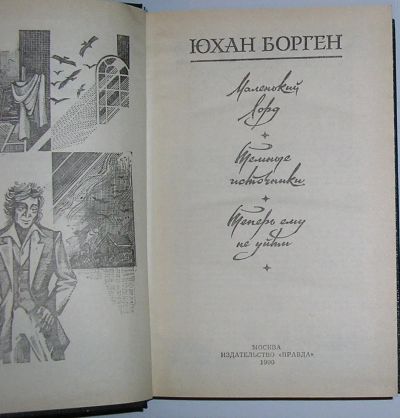 ЮХАН БОРГЕН
Маленький
Лорд
Темные
источники
Теперь ему
не уйти
МОСКВА
ИЗДАТЕЛЬСТВО «ПРАВДА»
1990